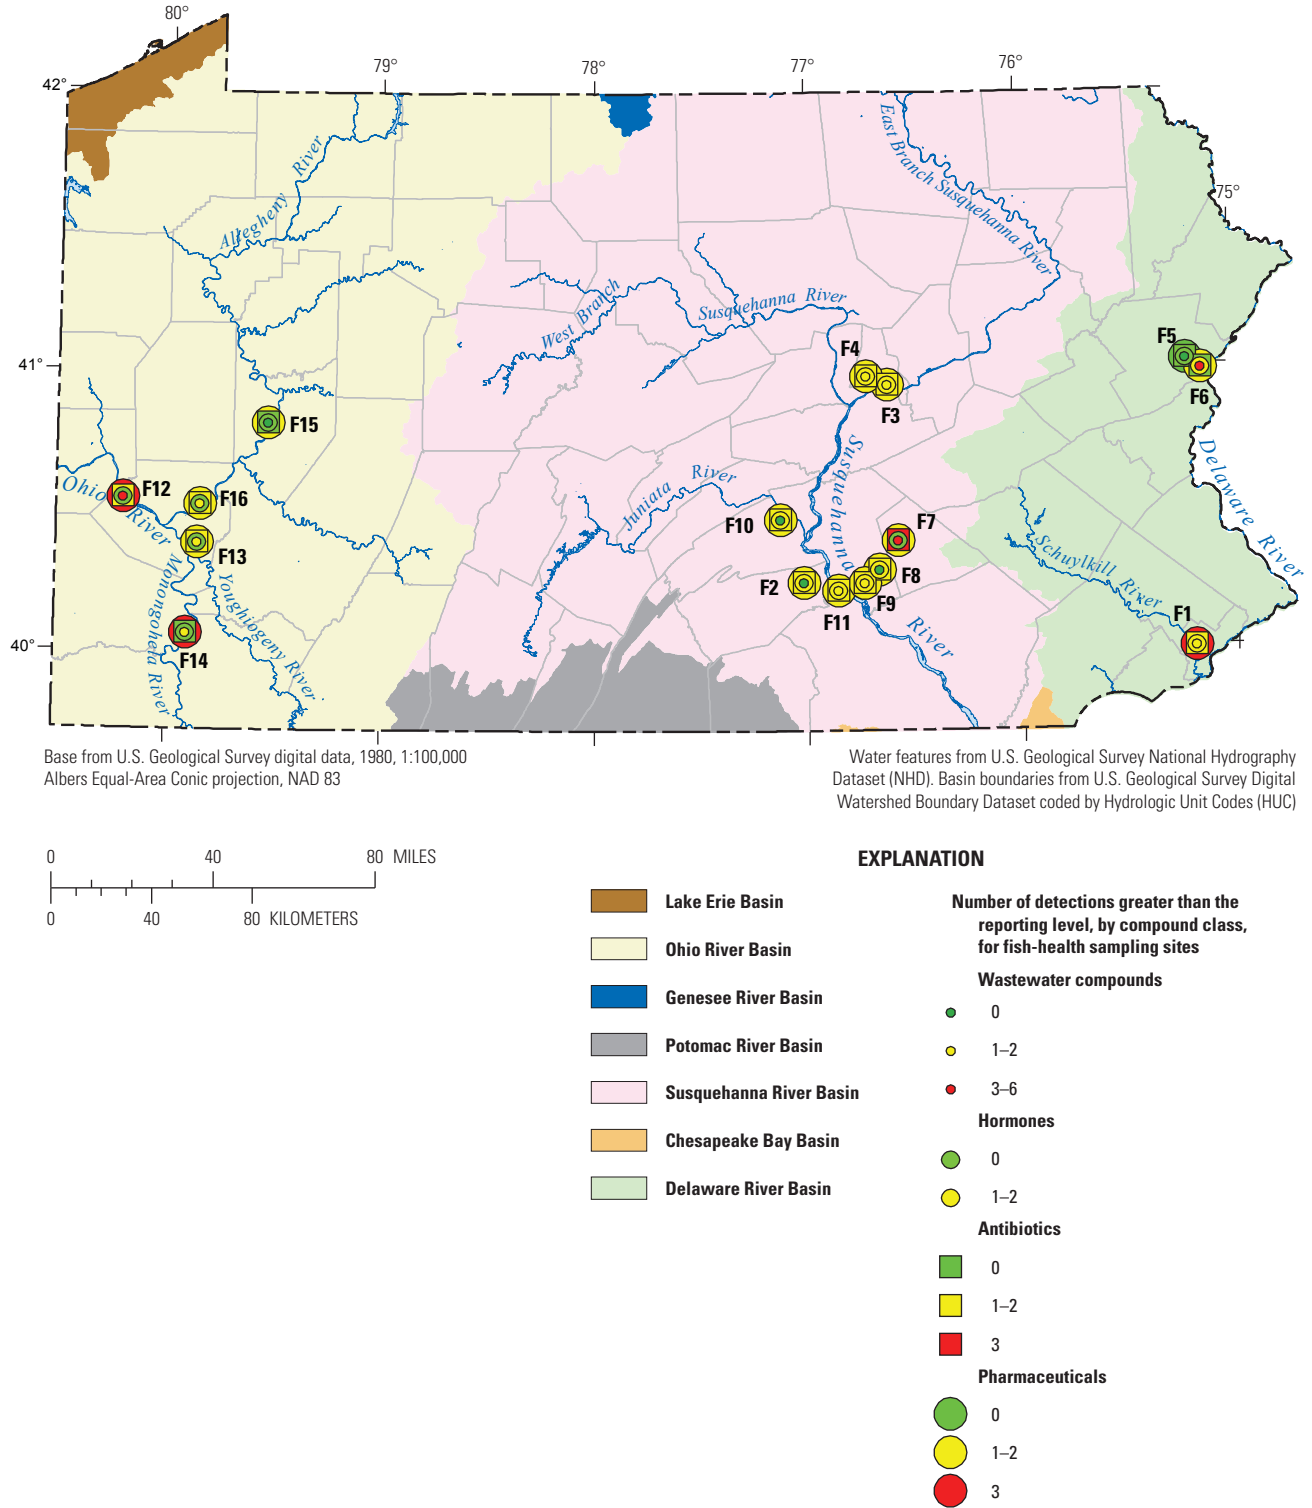 80°
79°
78°
77°
76°
42°
75°
41°
40°
Allegheny River
East Branch Susquehanna River
West Branch
Susquehanna River
F4
F3
F5
F6
F15
F12
F16
F13
F14
Ohio River
Monongoheia River
Youghiogeny River
Juniata River
Susquehanna River
F10
F7
F8
F2
F9
F11
Schuylkill River
F1
Delaware River
Base from U.S. Geological Survey digital data, 1980, 1:100,000
Albers Equal-Area Conic projection, NAD 83
Water features from U.S. Geological Survey National Hydrography
Dataset (NHD). Basin boundaries from U.S. Geological Survey Digital
Watershed Boundary Dataset coded by Hydrologic Unit Codes (HUC)
0 40 80 MILES
0 40 80 KILOMETERS
EXPLANATION
Lake Erie Basin
Ohio River Basin
Genesee River Basin
Potomac River Basin
Susquehanna River Basin
Chesapeake Bay Basin
Delaware River Basin
Number of detections greater than the
reporting level, by compound class,
for fish-health sampling sites
Wastewater compounds
0
1–2
3–6
Hormones
0
1–2
Antibiotics
0
1–2
3
Pharmaceuticals
0
1–2
3